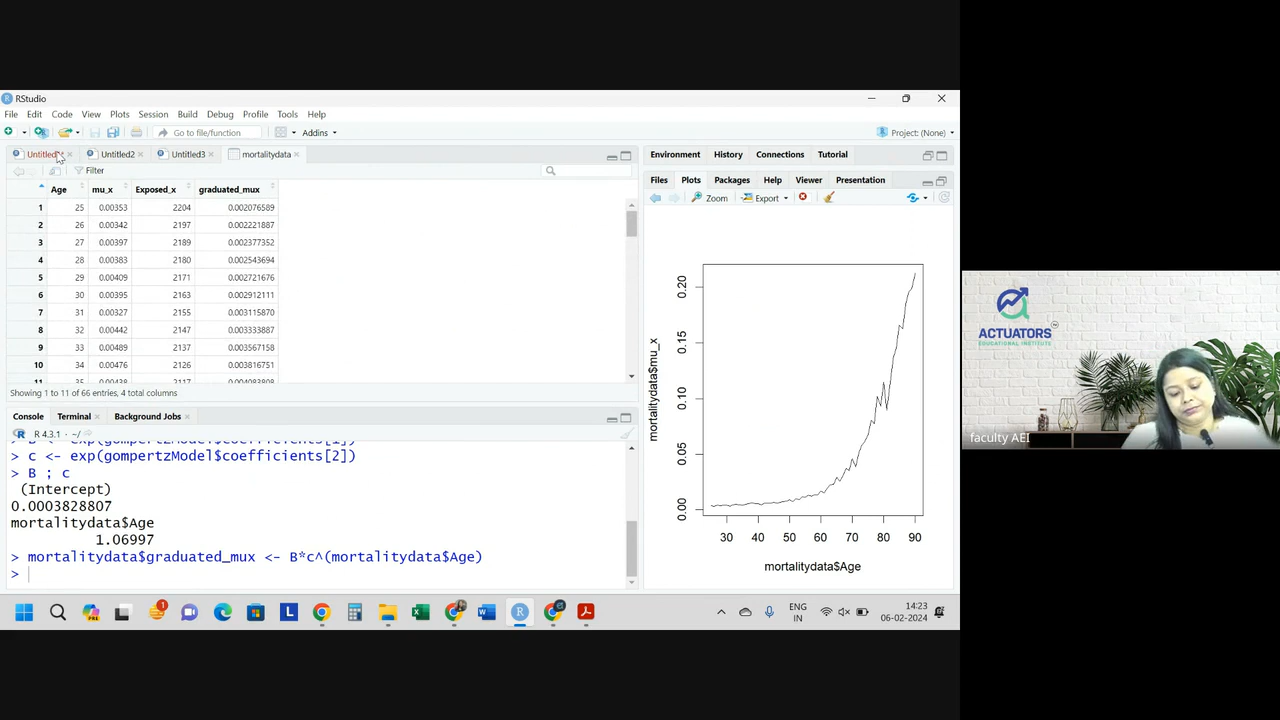 RStudio
File Edit Code View Plots Session Build Debug Profile Help Tools Help
Go to file/function Addins Project: (None)
Untitled2 Untitled3 mortalitydata
Filter
Age mu_x Exposed_x graduated_mux
1 25 0.00353 2204 0.002076589
2 26 0.00342 2197 0.002221887
3 27 0.00397 2189 0.002377352
4 28 0.00383 2180 0.002543694
5 29 0.00409 2171 0.002721676
6 30 0.00395 2163 0.002912111
7 31 0.00327 2155 0.003115870
8 32 0.00442 2147 0.003333887
9 33 0.00489 2137 0.003567158
10 34 0.00476 2126 0.003816751
11 35 0.00438 2117 0.004083808
Showing 1 to 11 of 66 entries, 4 total columns
Console Terminal Background Jobs
R 4.3.1 · ~/
> c <- exp(gompertzModel$coefficients[2])
> B ; c
(Intercept)
0.0003828807
mortalitydata$Age
1.06997
> mortalitydata$graduated_mux <- B*c^(mortalitydata$Age)
>
Environment History Connections Tutorial
Files Plots Packages Help Viewer Presentation
Zoom Export
mortalitydata$mu_x
0.20
0.15
0.10
0.05
0.00
30 40 50 60 70 80 90
mortalitydata$Age
ENG
IN
14:23
06-02-2024
ACTUATORS
EDUCATIONAL INSTITUTE
faculty AEI